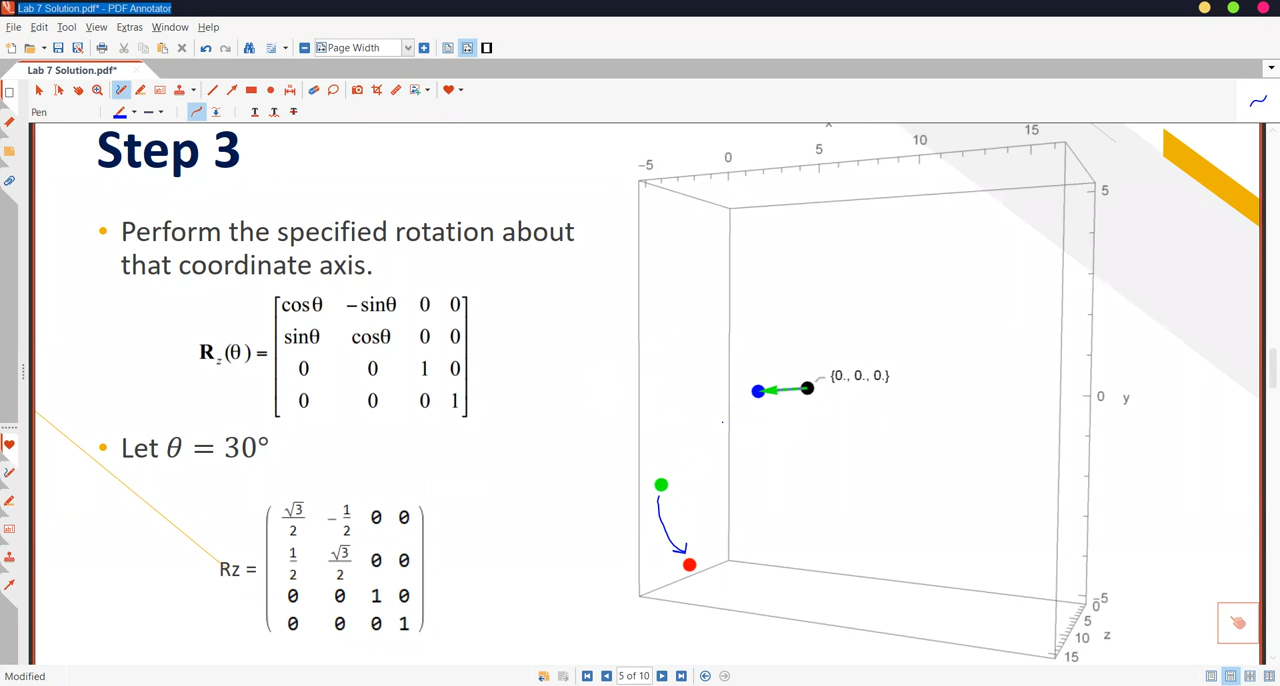 Lab 7 Solution.pdf* - PDF Annotator
File Edit Tool View Extras Window Help
Page Width
Lab 7 Solution.pdf*
Pen
Step 3
• Perform the specified rotation about
that coordinate axis.
R_z(θ) =
cosθ −sinθ 0 0
sinθ cosθ 0 0
0 0 1 0
0 0 0 1
• Let θ = 30°
Rz =
√3/2 −1/2 0 0
1/2 √3/2 0 0
0 0 1 0
0 0 0 1
x
−5 0 5 10 15
5
{0., 0., 0.}
0 y
−5
0
5
10 z
15
5 of 10
Modified